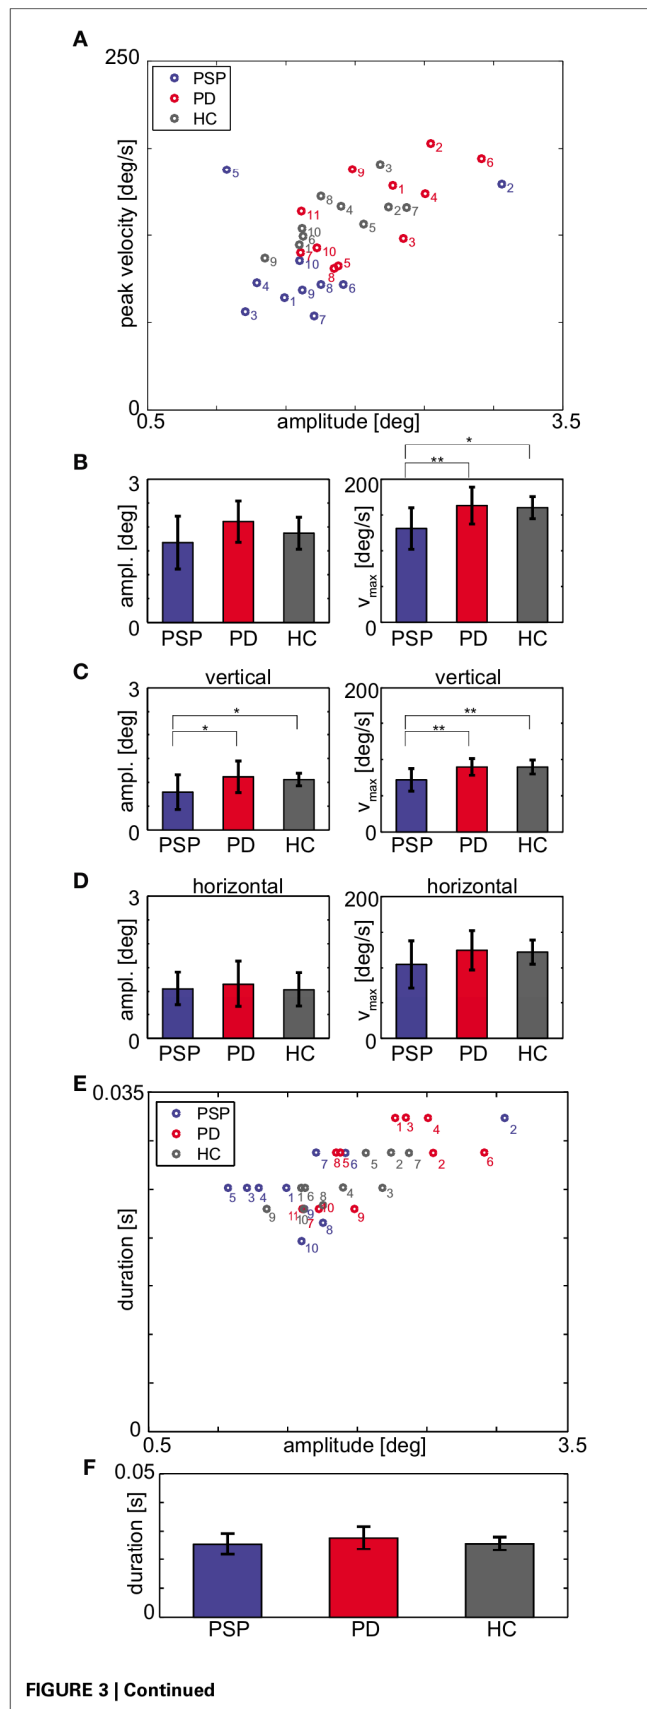 A
250
PSP
PD
HC
3
2
6
5
9
1
2
4
8
4
2
7
11
5
10
3
6
1
10
9
7
10
5
8
4
9
8
6
3
1
7
peak velocity [deg/s]
0
0.5
amplitude [deg]
3.5
B
*
**
3
200
ampl. [deg]
vmax [deg/s]
0
0
PSP PD HC
PSP PD HC
C
vertical
vertical
3
200
*
*
**
**
ampl. [deg]
vmax [deg/s]
0
0
PSP PD HC
PSP PD HC
D
horizontal
horizontal
3
200
ampl. [deg]
vmax [deg/s]
0
0
PSP PD HC
PSP PD HC
E
0.035
PSP
PD
HC
1 3 4 2
7 8 5 6 5 2 7 2 6
5 3 4 1 1 6 8 4 3
9 11 10 9 10 7 9
8
10
duration [s]
0
0.5
amplitude [deg]
3.5
F
0.05
duration [s]
0
PSP PD HC
FIGURE 3 | Continued